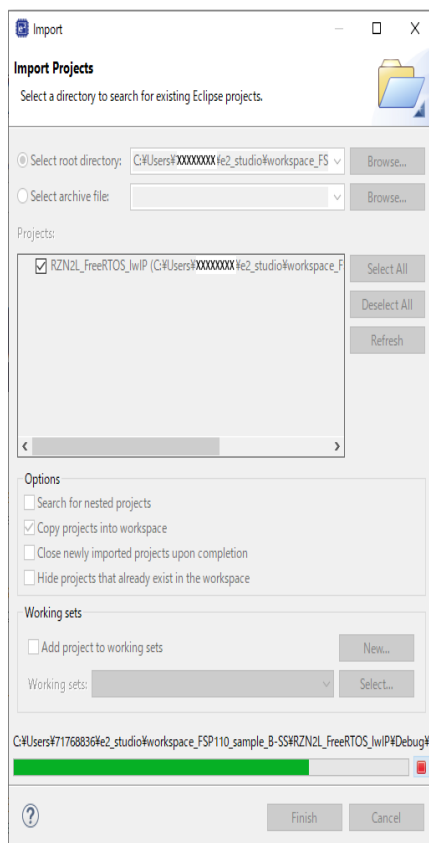 Import
Import Projects
Select a directory to search for existing Eclipse projects.
Select root directory: C:¥Users¥XXXXXXXX¥e2_studio¥workspace_FS Browse...
Select archive file: Browse...
Projects:
RZN2L_FreeRTOS_lwIP (C:¥Users¥XXXXXXXX¥e2_studio¥workspace_F Select All
Deselect All
Refresh
Options
Search for nested projects
Copy projects into workspace
Close newly imported projects upon completion
Hide projects that already exist in the workspace
Working sets
Add project to working sets New...
Working sets: Select...
C:¥Users¥71768836¥e2_studio¥workspace_FSP110_sample_B-SS¥RZN2L_FreeRTOS_lwIP¥Debug¥
Finish Cancel